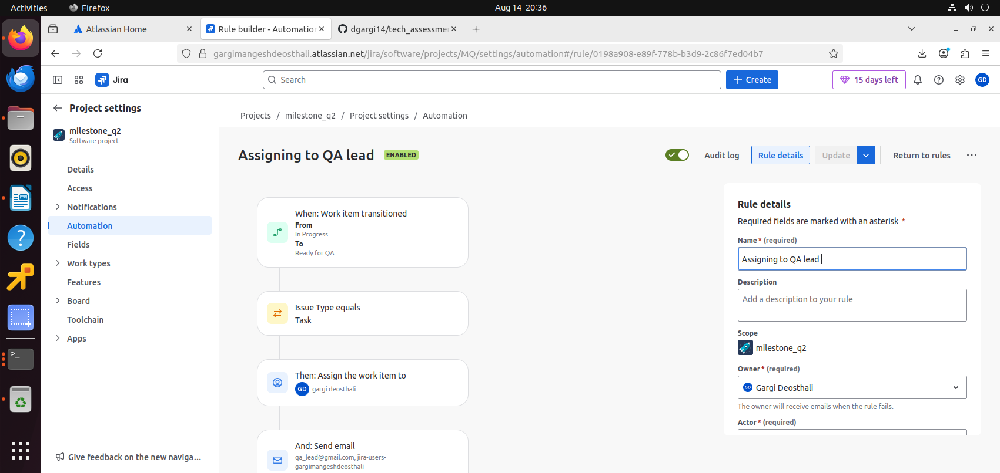 Activities
Firefox
Aug 14 20:36
Atlassian Home
Rule builder - Automation
dgargi14/tech_assessme
gargimangeshdeosthali.atlassian.net/jira/software/projects/MQ/settings/automation#/rule/0198a908-e89f-778b-b3d9-2c86f7ed04b7
Jira
Search
Create
15 days left
GD
Project settings
milestone_q2
Software project
Details
Access
Notifications
Automation
Fields
Work types
Features
Board
Toolchain
Apps
Give feedback on the new naviga...
Projects / milestone_q2 / Project settings / Automation
Assigning to QA lead
ENABLED
Audit log
Rule details
Update
Return to rules
When: Work item transitioned
From
In Progress
To
Ready for QA
Issue Type equals
Task
Then: Assign the work item to
GD gargi deosthali
And: Send email
qa_lead@gmail.com, jira-users-
gargimangeshdeosthali
Rule details
Required fields are marked with an asterisk *
Name * (required)
Assigning to QA lead
Description
Add a description to your rule
Scope
milestone_q2
Owner * (required)
GD Gargi Deosthali
The owner will receive emails when the rule fails.
Actor * (required)